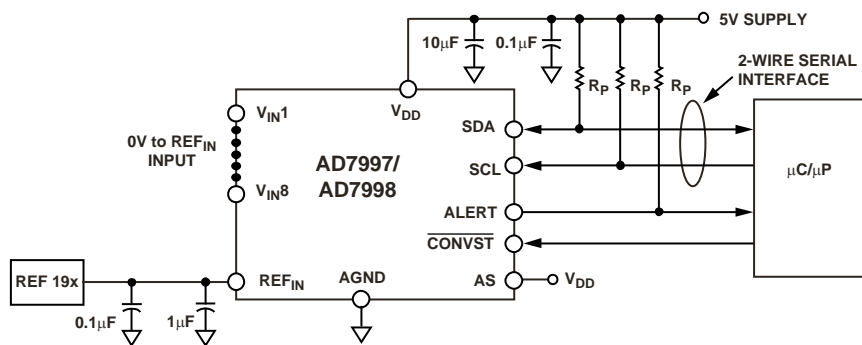 5V SUPPLY
10µF
0.1µF
2-WIRE SERIAL
INTERFACE
RP
RP
RP
VIN1
VDD
SDA
0V to REFIN
INPUT
AD7997/
AD7998
SCL
µC/µP
VIN8
ALERT
CONVST
REF 19x
REFIN
AGND
AS
VDD
0.1µF
1µF